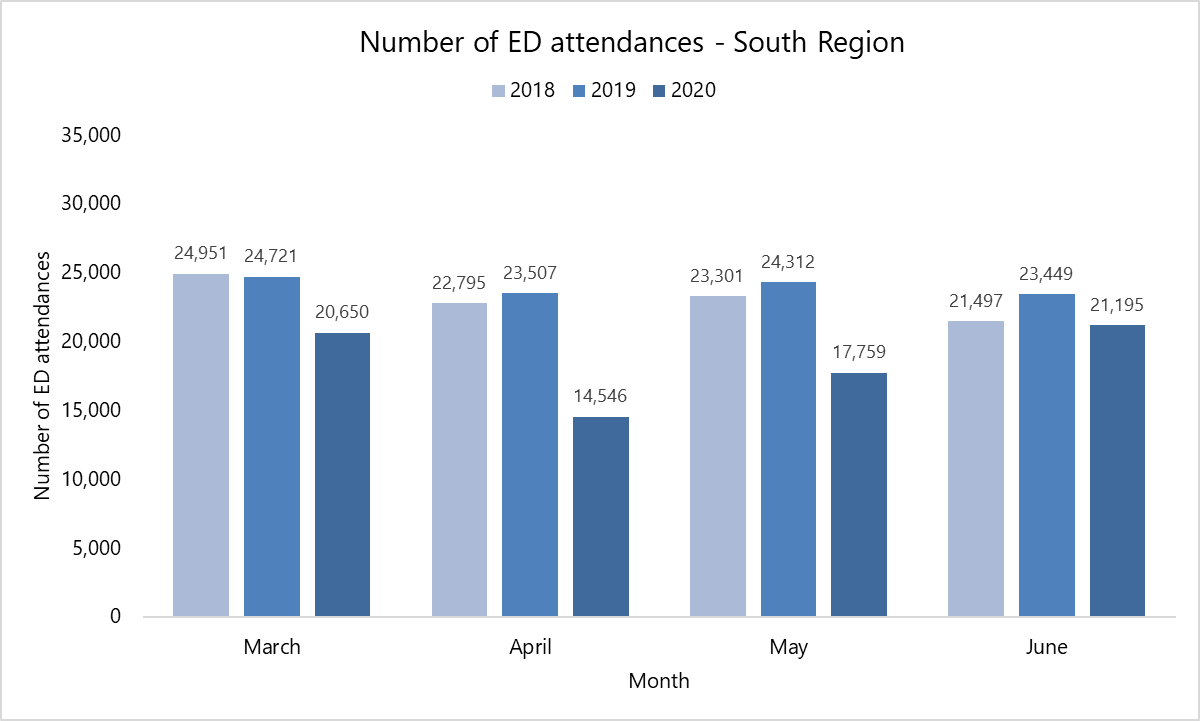 Number of ED attendances - South Region
2018 2019 2020
35,000
30,000
25,000
20,000
15,000
10,000
5,000
0
Number of ED attendances
24,951 24,721 20,650
22,795 23,507 14,546
23,301 24,312 17,759
21,497 23,449 21,195
March April May June
Month